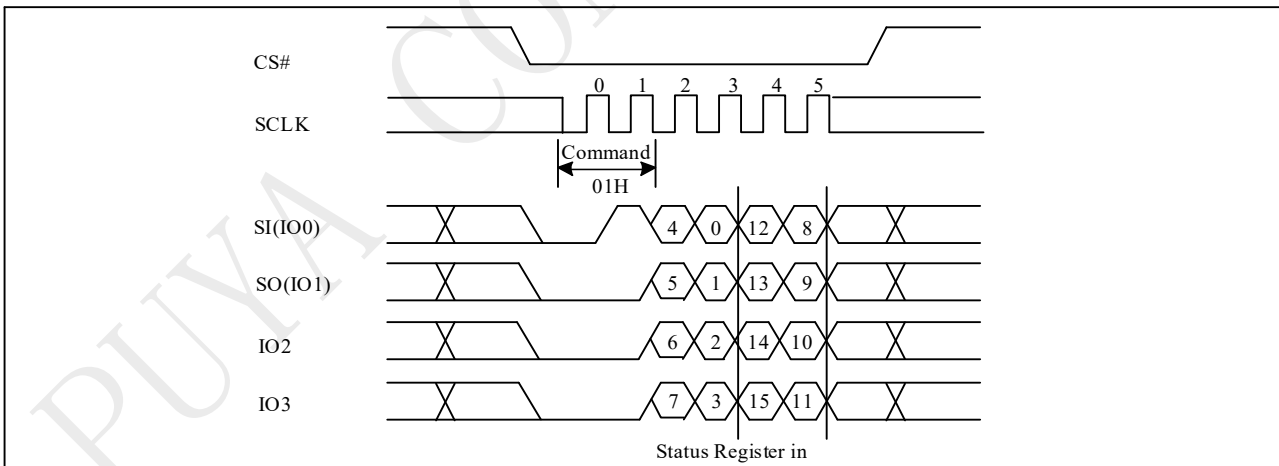 CS#
0 1 2 3 4 5
SCLK
Command
01H
SI(IO0) 4 0 12 8
SO(IO1) 5 1 13 9
IO2 6 2 14 10
IO3 7 3 15 11
Status Register in
PUYA